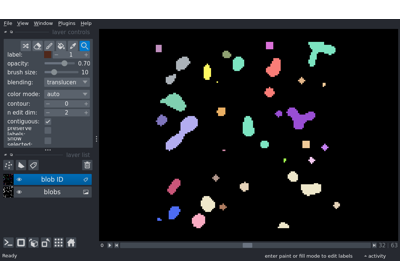 File View Window Plugins Help
layer controls
label:
opacity: 0.70
brush size: 10
blending: translucen
color mode: auto
contour: 0
n edit dim: 2
contiguous:
preserve labels:
show selected:
layer list
blob ID
blobs
0 32 63
enter paint or fill mode to edit labels activity